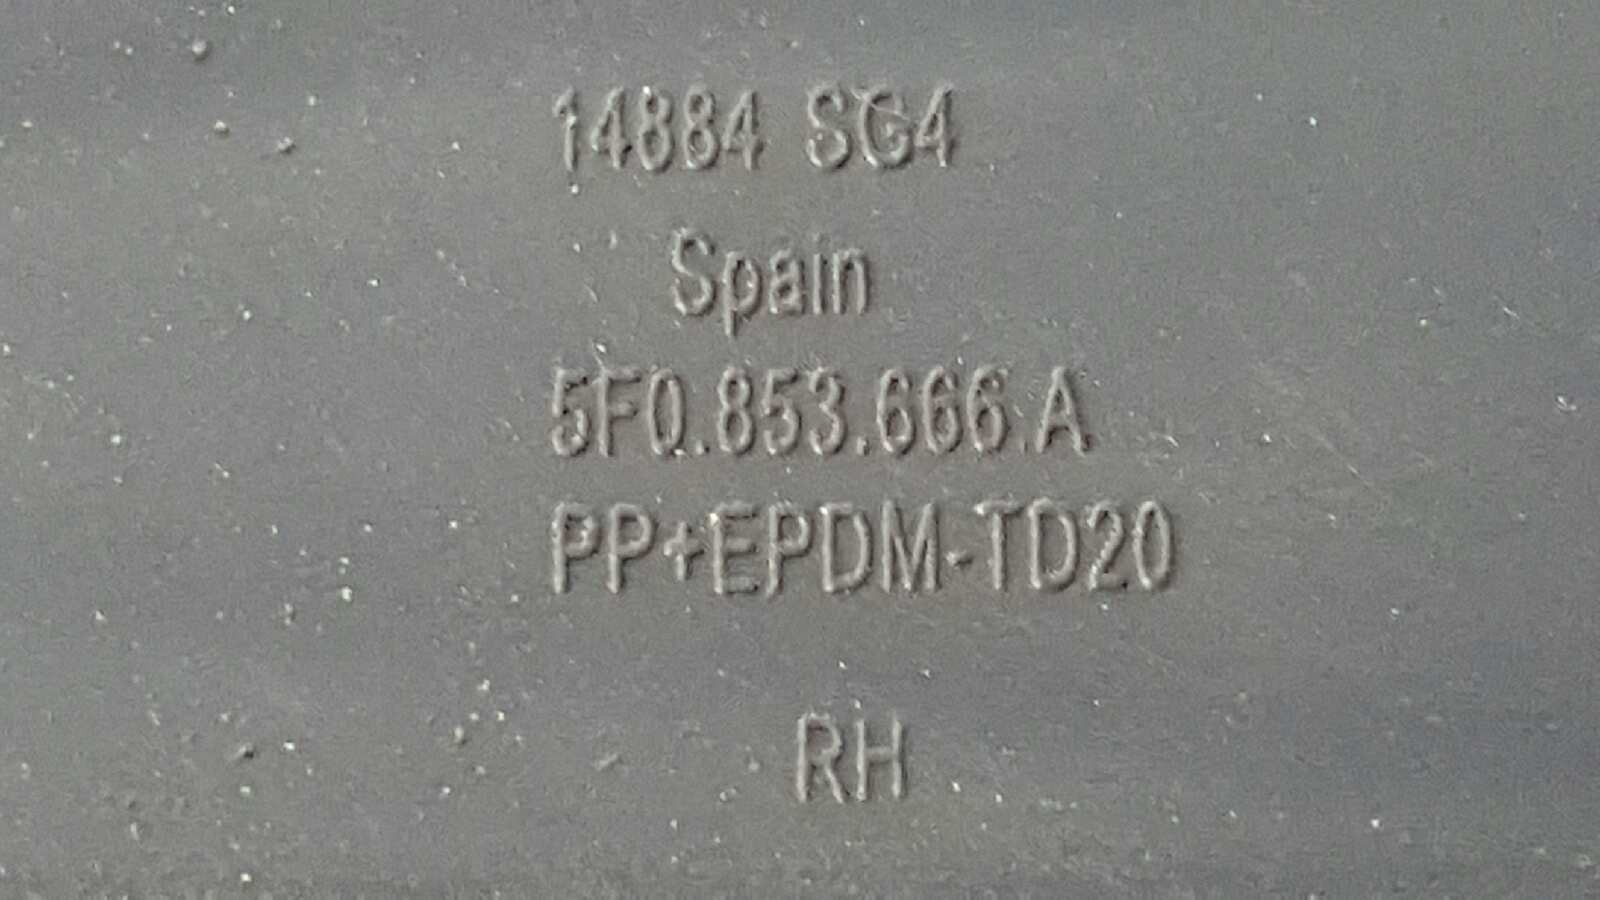 14884 SG4
Spain
5F0.853.666.A
PP+EPDM-TD20
RH